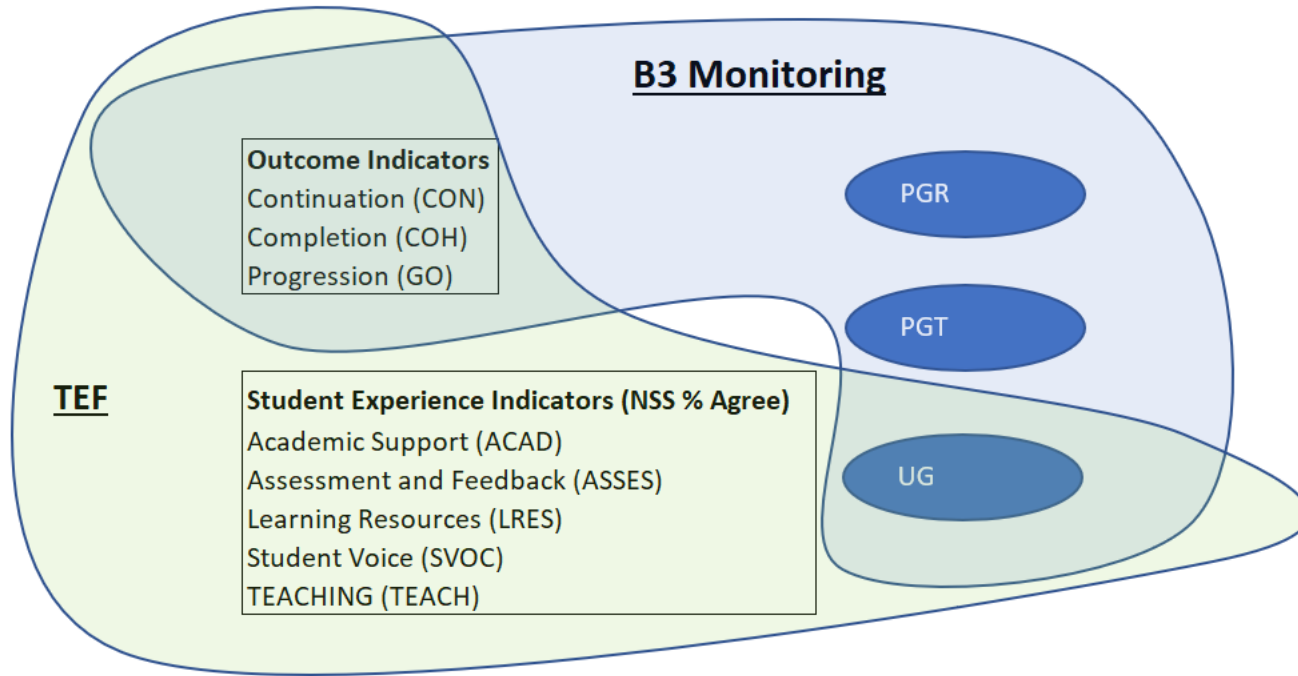 B3 Monitoring
Outcome Indicators
Continuation (CON)
Completion (COH)
Progression (GO)
PGR
PGT
TEF
Student Experience Indicators (NSS % Agree)
Academic Support (ACAD)
Assessment and Feedback (ASSES)
Learning Resources (LRES)
Student Voice (SVOC)
TEACHING (TEACH)
UG